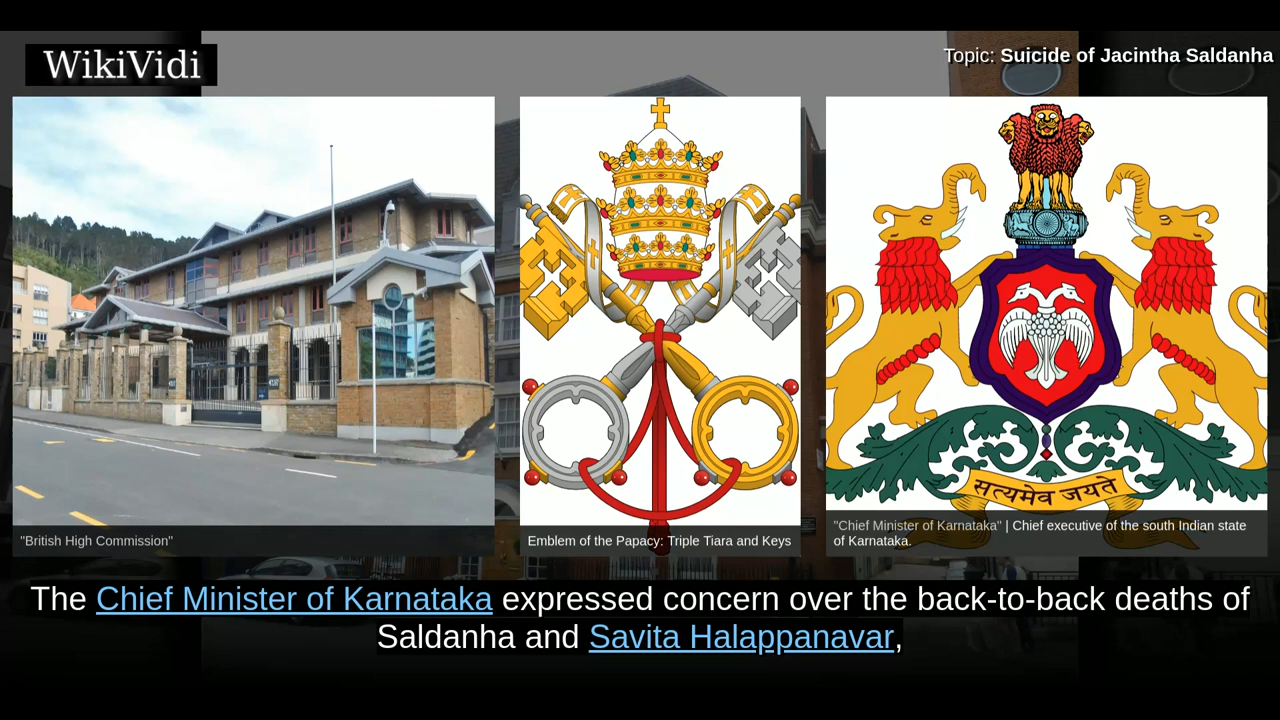 WikiVidi
Topic: Suicide of Jacintha Saldanha
सत्यमेव जयते
"British High Commission"
Emblem of the Papacy: Triple Tiara and Keys
"Chief Minister of Karnataka" | Chief executive of the south Indian state
of Karnataka.
The Chief Minister of Karnataka expressed concern over the back-to-back deaths of
Saldanha and Savita Halappanavar,